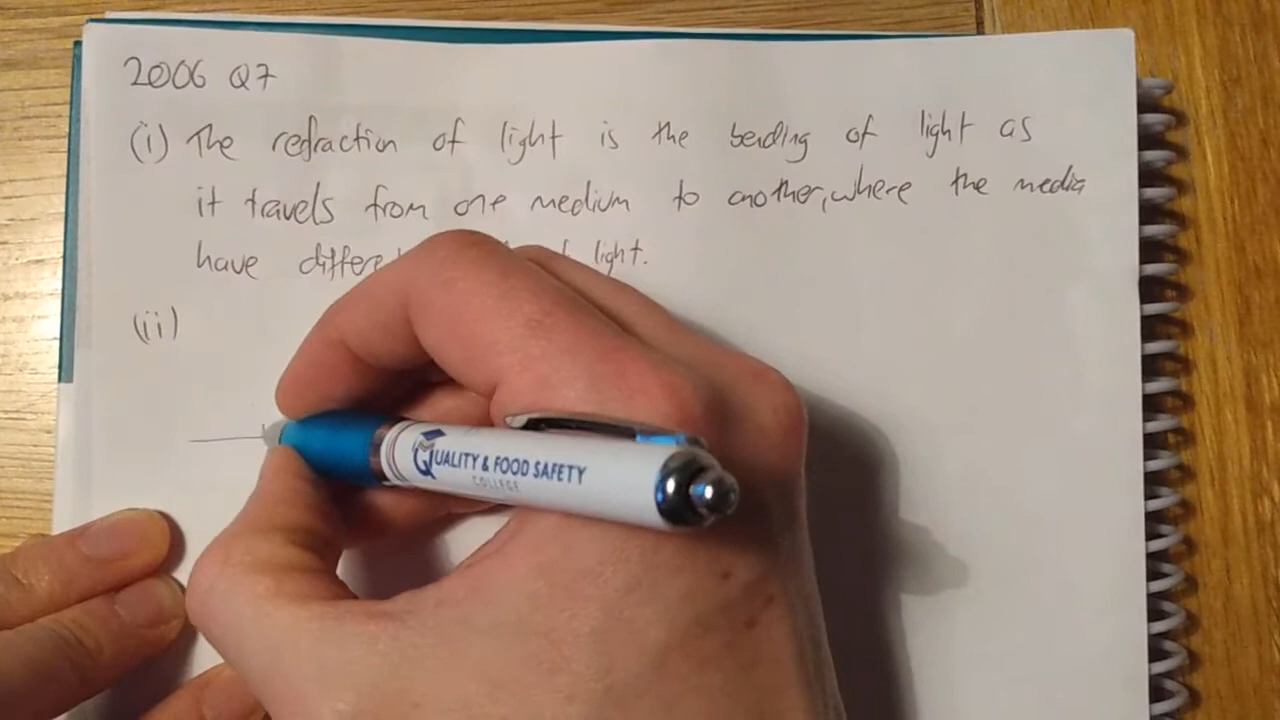 2006 Q7
(i) The refraction of light is the bending of light as
it travels from one medium to another, where the media
have light.
(ii)
QUALITY & FOOD SAFETY
COLLEGE